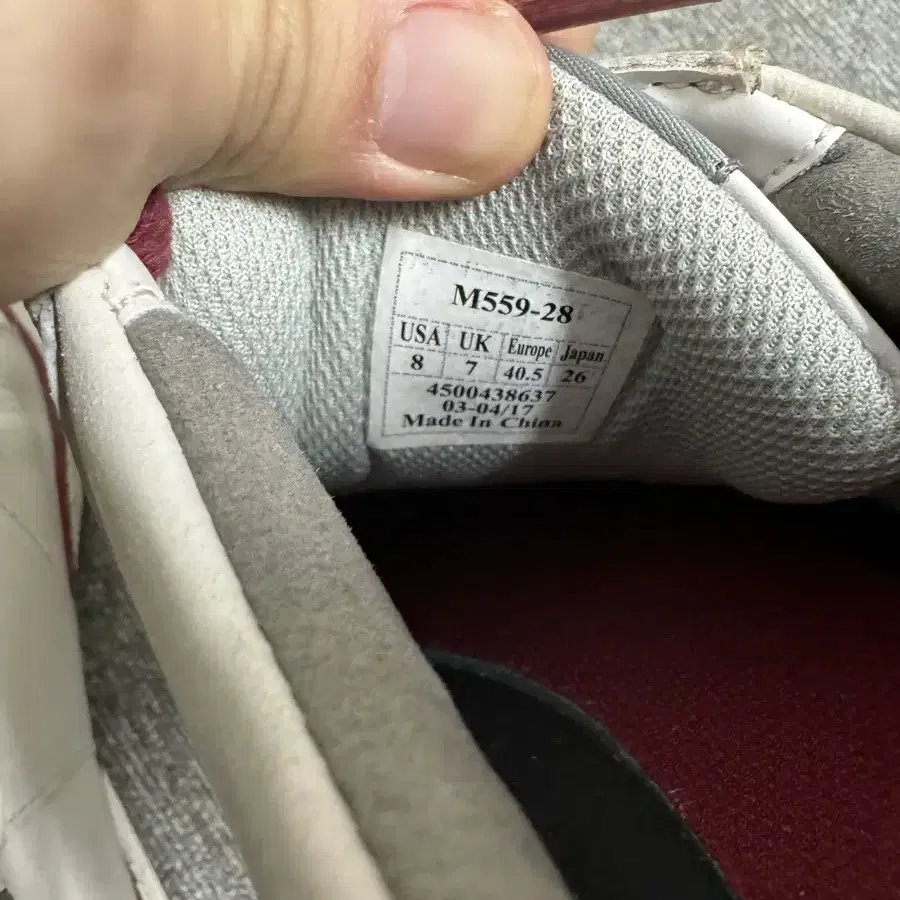 M559-28
USA UK Europe Japan
8 7 40.5 26
4500438637
03-04/17
Made In China